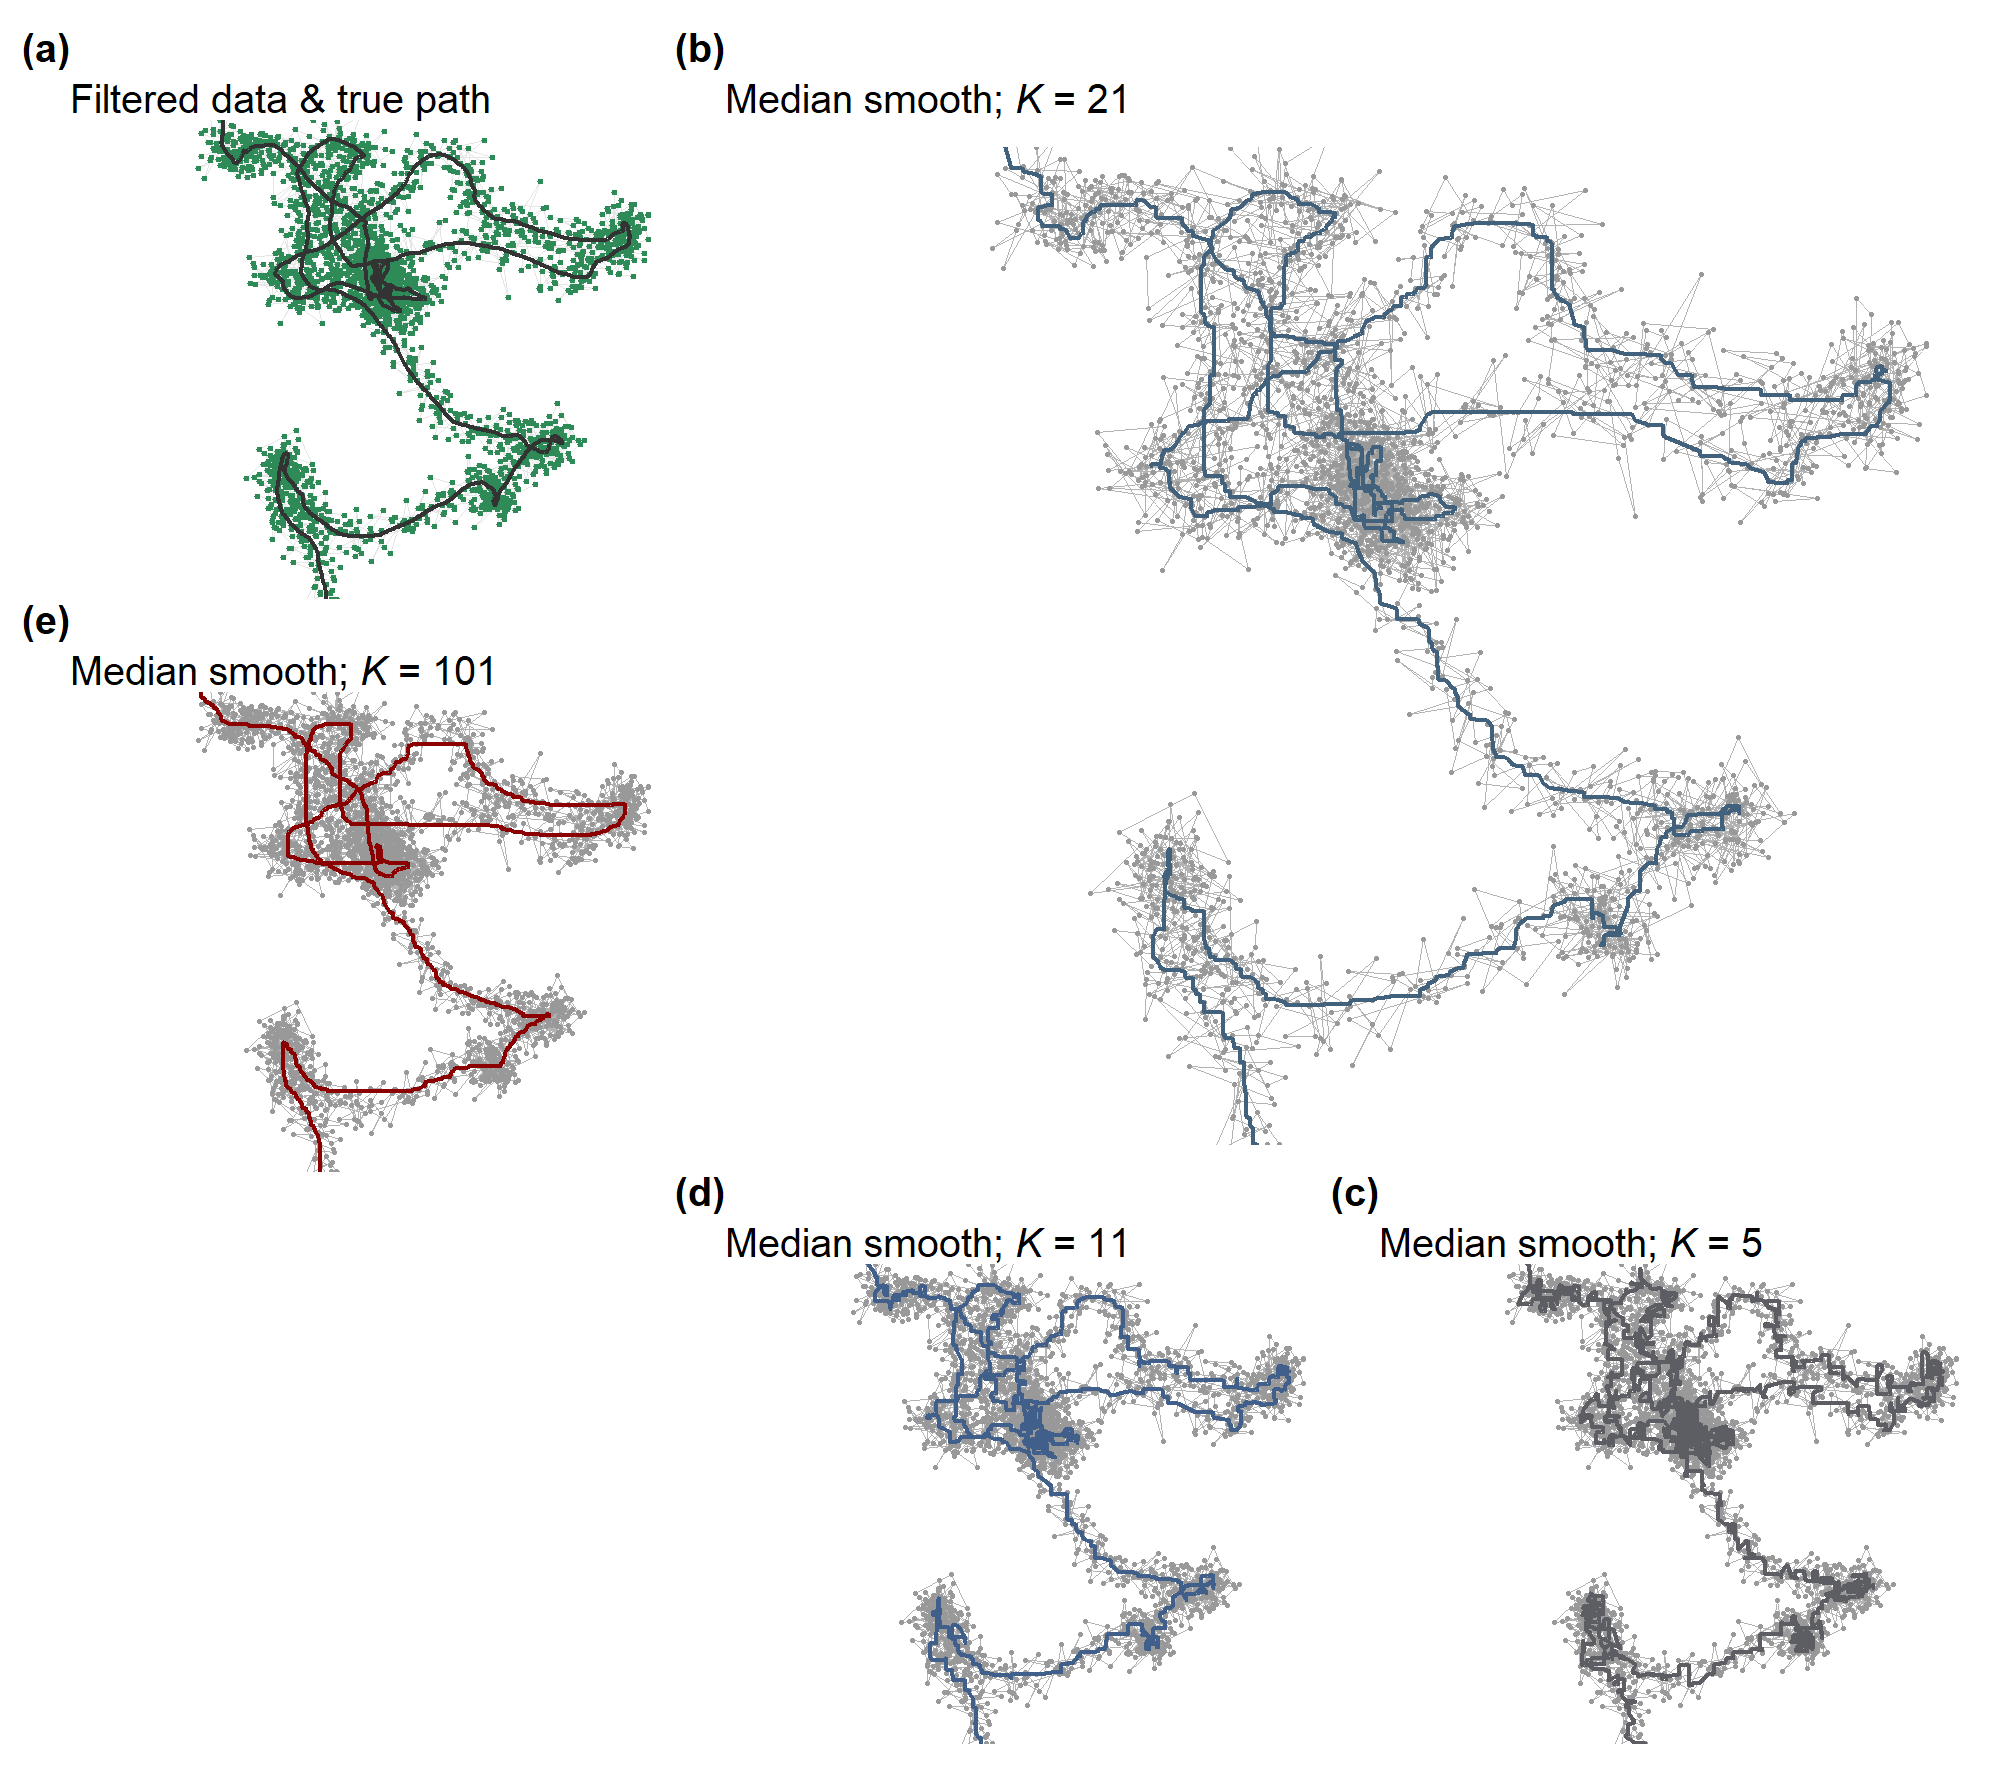 (a)
Filtered data & true path
(b)
Median smooth; K = 21
(e)
Median smooth; K = 101
(d)
Median smooth; K = 11
(c)
Median smooth; K = 5